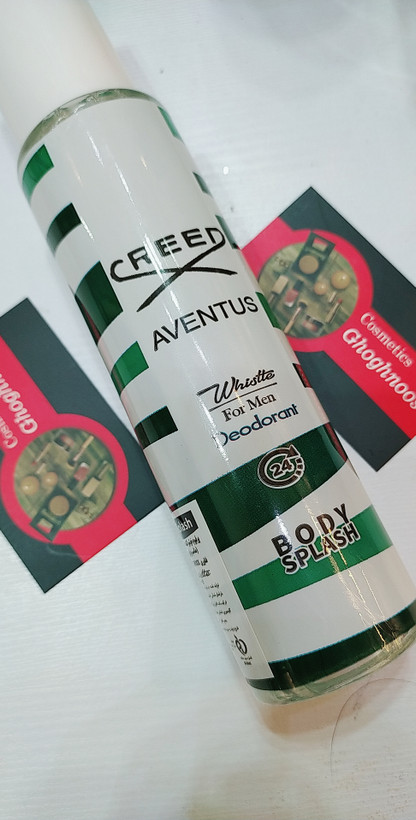 CREED
AVENTUS
Whistle
For Men
Deodorant
24
BODY
SPLASH
Cosmetics
Ghoghnoos